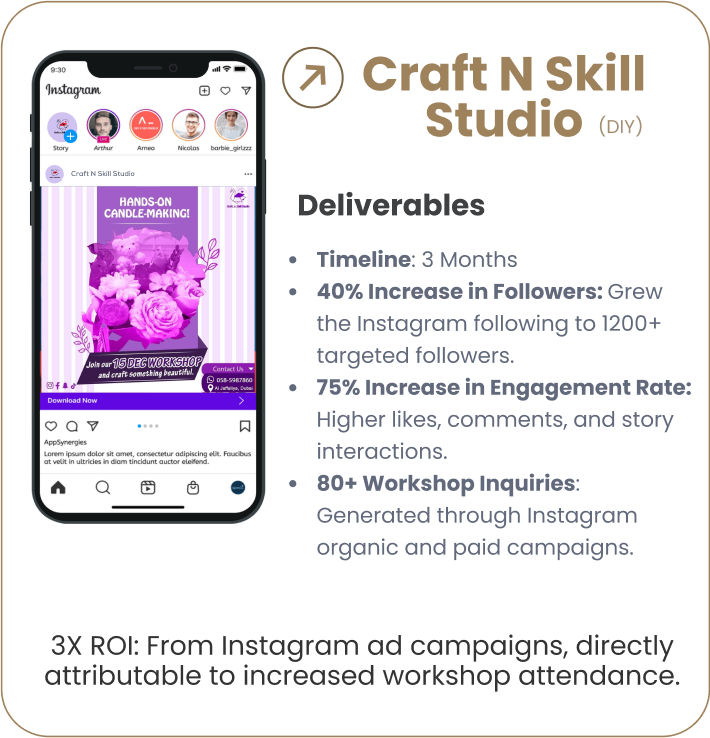 9:30
Instagram
Story
LIVE
Arthur
Ameo
Nicolas
barbie_girlzzz
Craft N Skill Studio
HANDS-ON
CANDLE-MAKING!
Join our 15 DEC WORKSHOP
and craft something beautiful.
Contact Us
058-5987860
Al Jaffaliya, Dubai
Download Now
AppSynergies
Lorem ipsum dolor sit amet, consectetur adipiscing elit. Faucibus
at velit in ultricies in diam tincidunt auctor eleifend.
Craft N Skill
Studio (DIY)
Deliverables
• Timeline: 3 Months
• 40% Increase in Followers: Grew
the Instagram following to 1200+
targeted followers.
• 75% Increase in Engagement Rate:
Higher likes, comments, and story
interactions.
• 80+ Workshop Inquiries:
Generated through Instagram
organic and paid campaigns.
3X ROI: From Instagram ad campaigns, directly
attributable to increased workshop attendance.